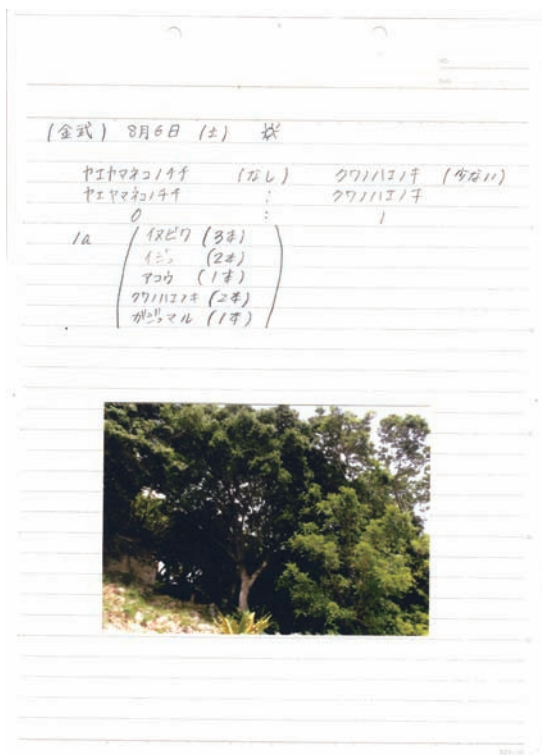 (金武) 8月6日 (土)
ヤエヤマネコノチチ (なし) クワノハエノキ (少ない)
ヤエヤマネコノチチ : クワノハエノキ
0 : 1
1a イヌビワ (3本)
(2本)
アコウ (1本)
クワノハエノキ (2本)
ガジュマル (1本)